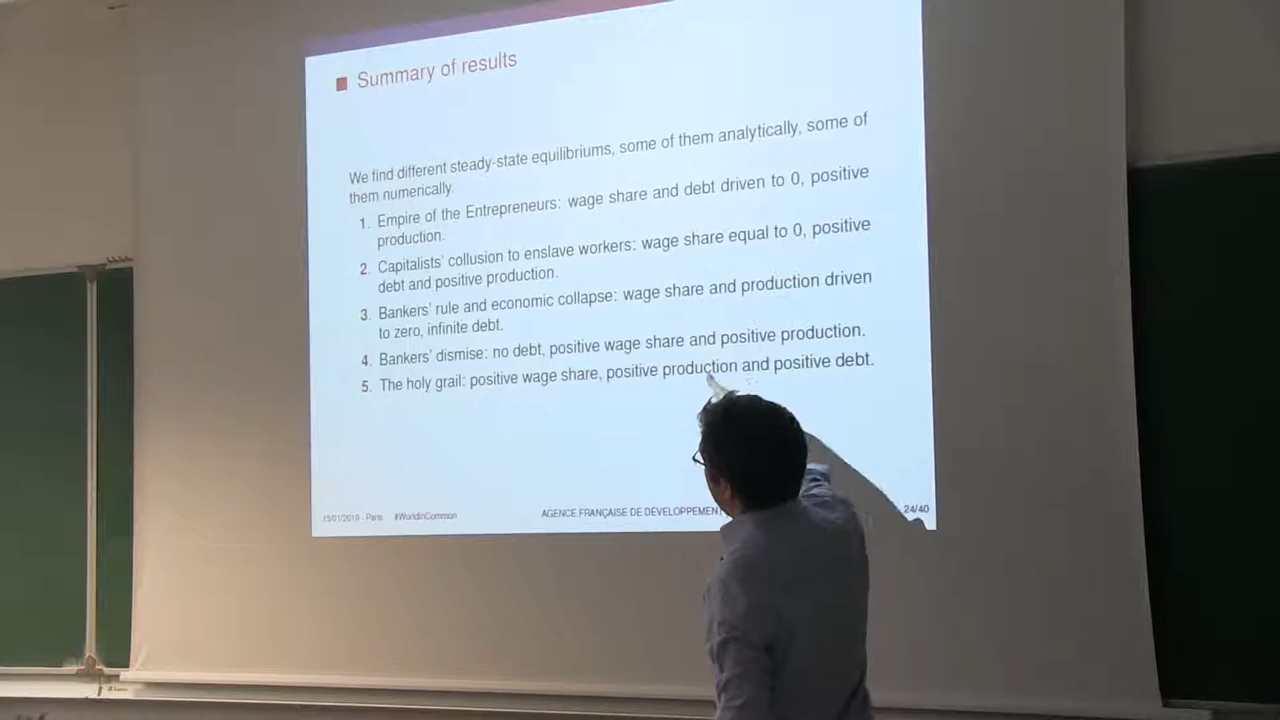 Summary of results
We find different steady-state equilibriums, some of them analytically, some of
them numerically.
1. Empire of the Entrepreneurs: wage share and debt driven to 0, positive
production.
2. Capitalists' collusion to enslave workers: wage share equal to 0, positive
debt and positive production.
3. Bankers' rule and economic collapse: wage share and production driven
to zero, infinite debt.
4. Bankers' dismise: no debt, positive wage share and positive production.
5. The holy grail: positive wage share, positive production and positive debt.
15/01/2019 - Paris #WorldInCommon AGENCE FRANÇAISE DE DÉVELOPPEMENT 24/40